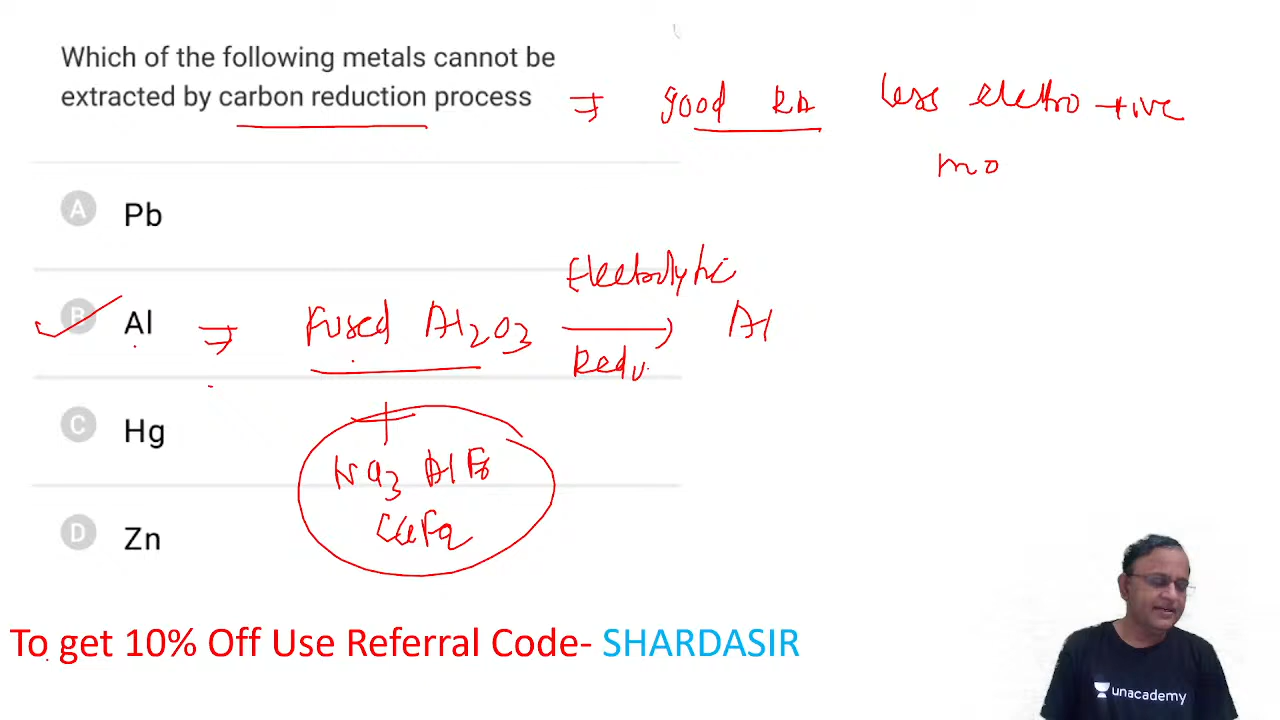 Which of the following metals cannot be
extracted by carbon reduction process
⇒ good RA less electro +ive
mo
A Pb
B Al ⇒ Fused Al2O3 Electrolytic Redu. Al
+
Na3 AlF6
CaF2
C Hg
D Zn
To get 10% Off Use Referral Code- SHARDASIR
unacademy